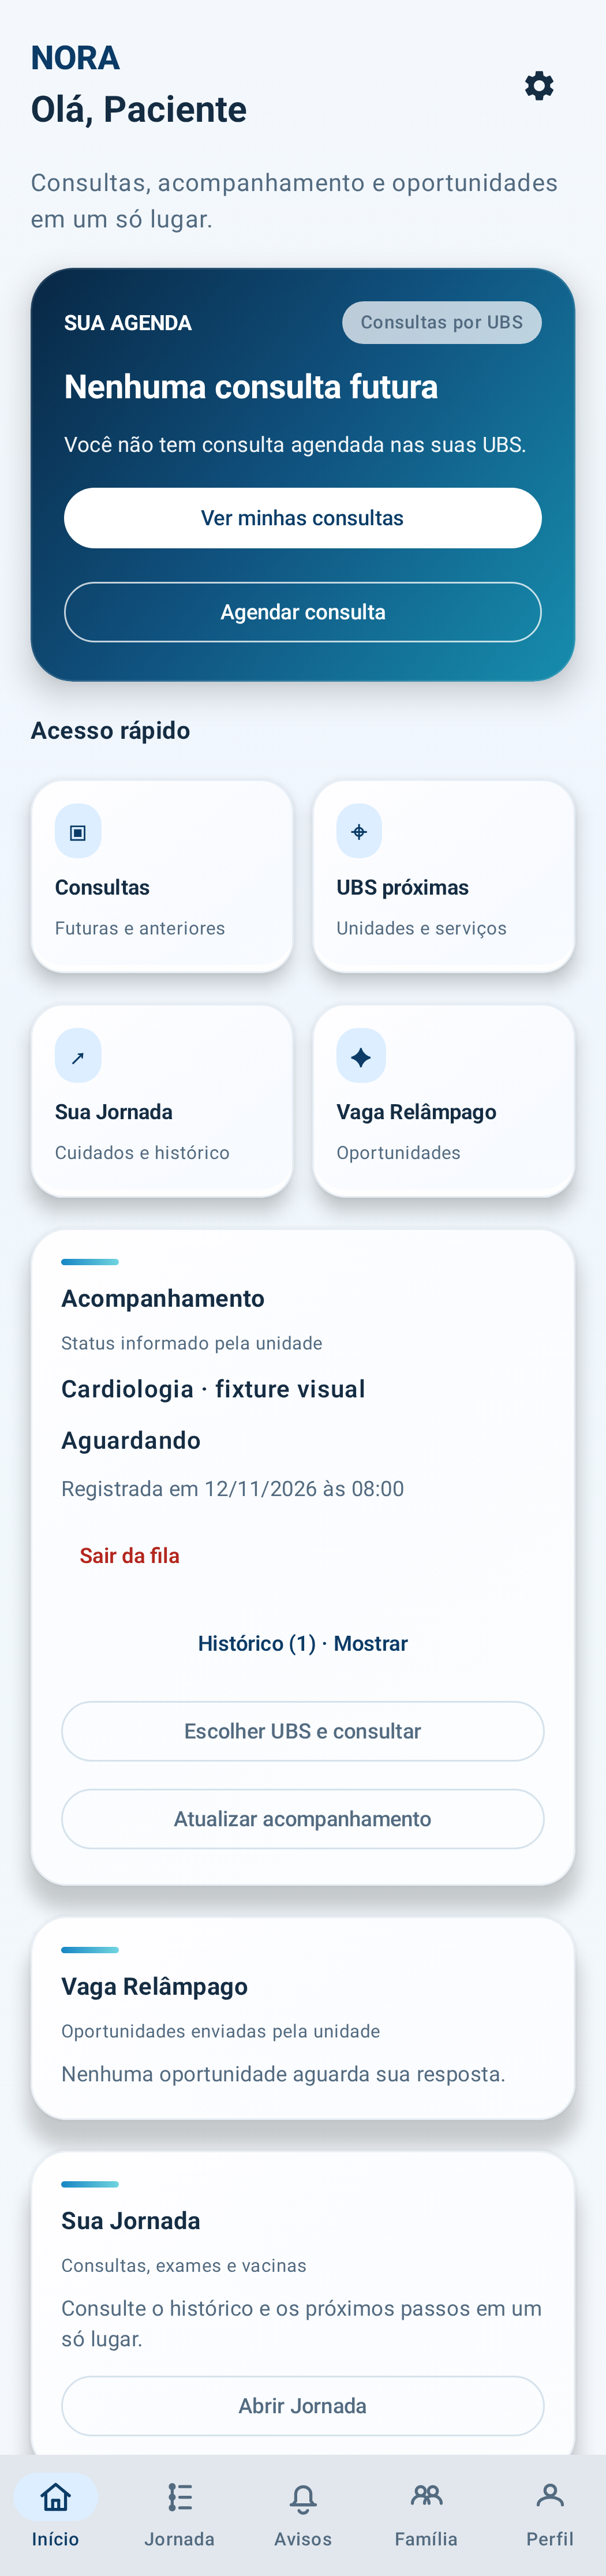 NORA
Olá, Paciente
Consultas, acompanhamento e oportunidades
em um só lugar.
SUA AGENDA
Consultas por UBS
Nenhuma consulta futura
Você não tem consulta agendada nas suas UBS.
Ver minhas consultas
Agendar consulta
Acesso rápido
Consultas
Futuras e anteriores
UBS próximas
Unidades e serviços
Sua Jornada
Cuidados e histórico
Vaga Relâmpago
Oportunidades
Acompanhamento
Status informado pela unidade
Cardiologia · fixture visual
Aguardando
Registrada em 12/11/2026 às 08:00
Sair da fila
Histórico (1) · Mostrar
Escolher UBS e consultar
Atualizar acompanhamento
Vaga Relâmpago
Oportunidades enviadas pela unidade
Nenhuma oportunidade aguarda sua resposta.
Sua Jornada
Consultas, exames e vacinas
Consulte o histórico e os próximos passos em um
só lugar.
Abrir Jornada
Início
Jornada
Avisos
Família
Perfil